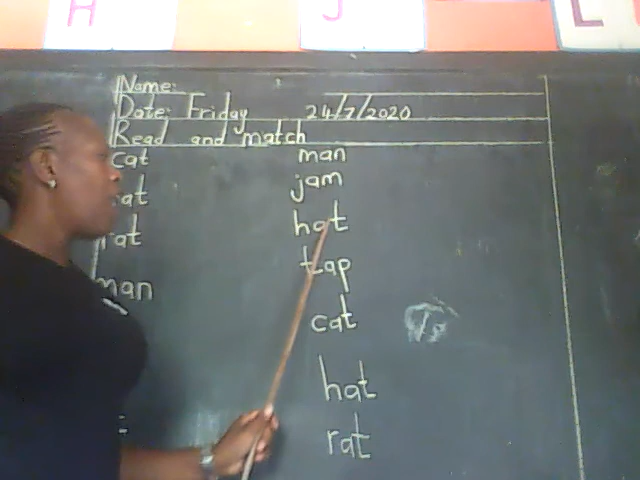 H J L
Name:
Date: Friday 24/7/2020
Read and match
cat man
jam
rat hat
man tap
cat
hat
rat